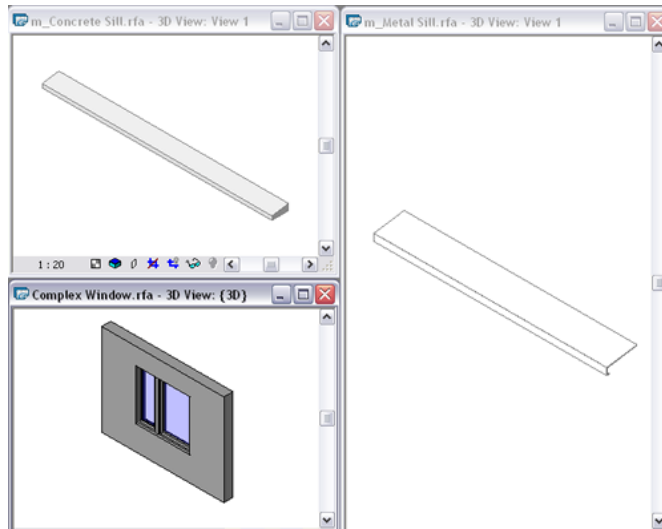 m_Concrete Sill.rfa - 3D View: View 1
1:20
Complex Window.rfa - 3D View: {3D}
m_Metal Sill.rfa - 3D View: View 1